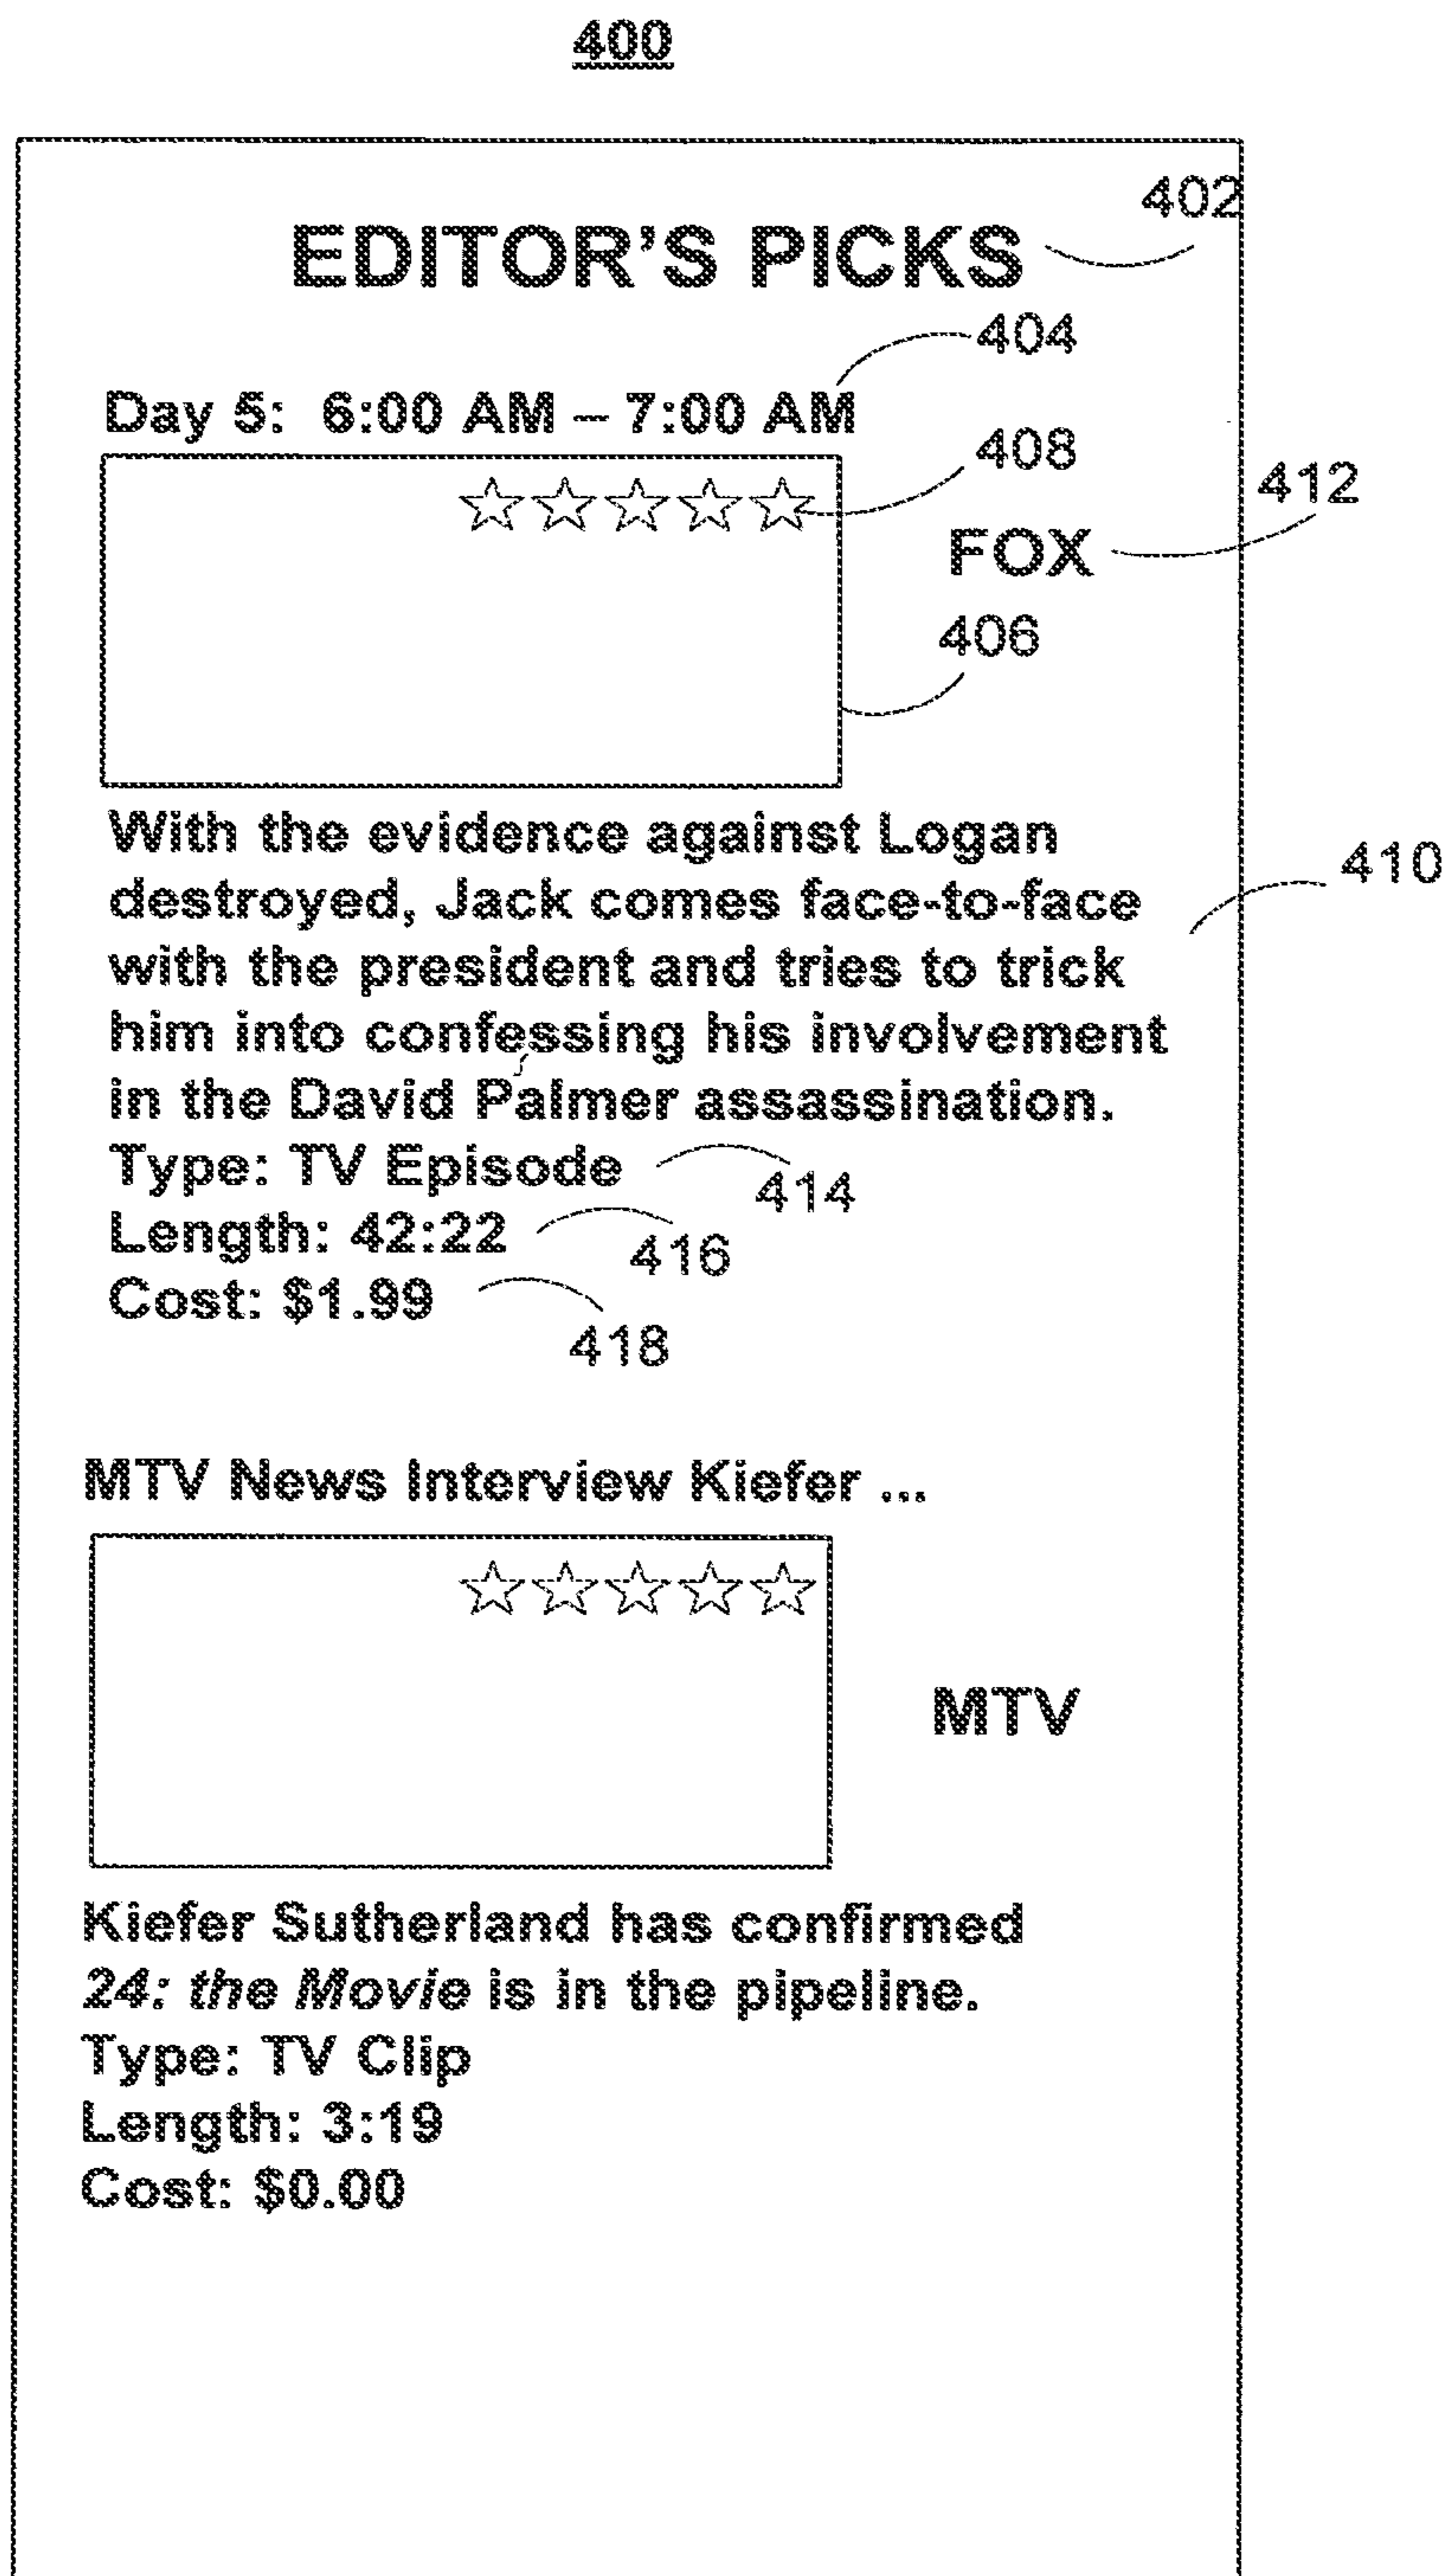 400
402
EDITOR'S PICKS
404
Day 5: 6:00 AM – 7:00 AM
408
412
FOX
406
With the evidence against Logan
destroyed, Jack comes face-to-face
with the president and tries to trick
him into confessing his involvement
in the David Palmer assassination.
410
Type: TV Episode
414
Length: 42:22
416
Cost: $1.99
418
MTV News Interview Kiefer ...
MTV
Kiefer Sutherland has confirmed
24: the Movie is in the pipeline.
Type: TV Clip
Length: 3:19
Cost: $0.00